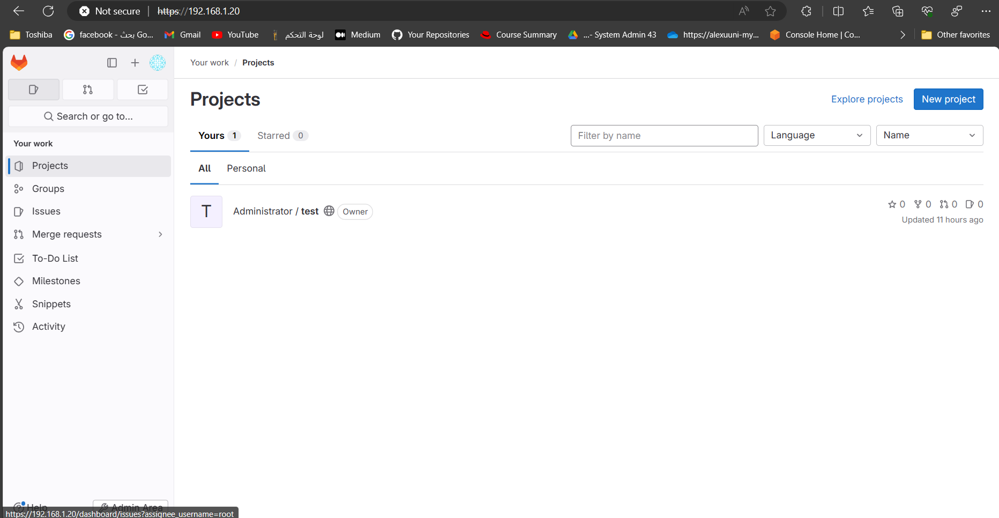 Not secure https://192.168.1.20
Toshiba facebook - بحث Go... Gmail YouTube لوحة التحكم Medium Your Repositories Course Summary ...- System Admin 43 https://alexuuni-my... Console Home | Co... Other favorites
Your work / Projects
Search or go to...
Your work
Projects
Groups
Issues
Merge requests
To-Do List
Milestones
Snippets
Activity
Help Admin Area
https://192.168.1.20/dashboard/issues?assignee_username=root
Projects
Explore projects New project
Yours 1 Starred 0
Filter by name Language Name
All Personal
T Administrator / test Owner
0 0 0 0
Updated 11 hours ago